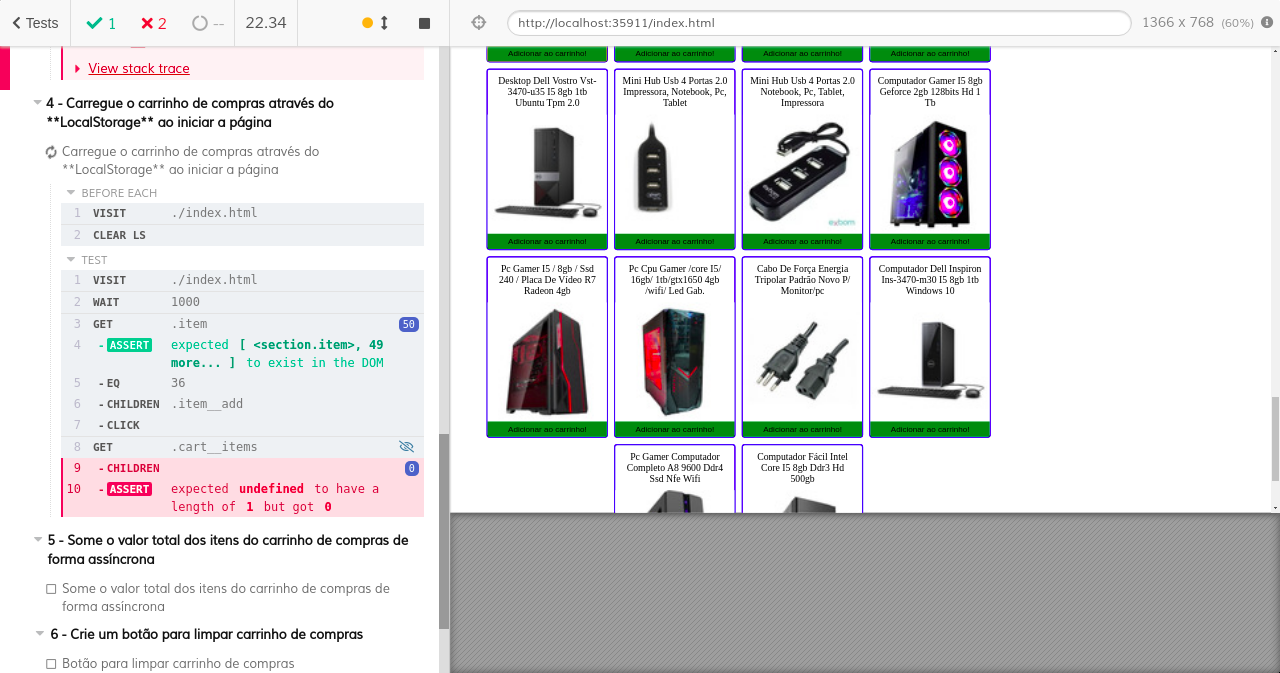 Tests
1
2
--
22.34
http://localhost:35911/index.html
1366 x 768 (60%)
View stack trace
4 - Carregue o carrinho de compras através do
**LocalStorage** ao iniciar a página
Carregue o carrinho de compras através do
**LocalStorage** ao iniciar a página
BEFORE EACH
1 VISIT ./index.html
2 CLEAR LS
TEST
1 VISIT ./index.html
2 WAIT 1000
3 GET .item 50
4 - ASSERT expected [ <section.item>, 49
more... ] to exist in the DOM
5 - EQ 36
6 - CHILDREN .item__add
7 - CLICK
8 GET .cart__items
9 - CHILDREN 0
10 - ASSERT expected undefined to have a
length of 1 but got 0
5 - Some o valor total dos itens do carrinho de compras de
forma assíncrona
Some o valor total dos itens do carrinho de compras de
forma assíncrona
6 - Crie um botão para limpar carrinho de compras
Botão para limpar carrinho de compras
Adicionar ao carrinho! Adicionar ao carrinho! Adicionar ao carrinho! Adicionar ao carrinho!
Desktop Dell Vostro Vst-
3470-u35 I5 8gb 1tb
Ubuntu Tpm 2.0
Mini Hub Usb 4 Portas 2.0
Impressora, Notebook, Pc,
Tablet
Mini Hub Usb 4 Portas 2.0
Notebook, Pc, Tablet,
Impressora
exbom
Computador Gamer I5 8gb
Geforce 2gb 128bits Hd 1
Tb
Adicionar ao carrinho! Adicionar ao carrinho! Adicionar ao carrinho! Adicionar ao carrinho!
Pc Gamer I5 / 8gb / Ssd
240 / Placa De Vídeo R7
Radeon 4gb
Pc Cpu Gamer /core I5/
16gb/ 1tb/gtx1650 4gb
/wifi/ Led Gab.
Cabo De Força Energia
Tripolar Padrão Novo P/
Monitor/pc
Computador Dell Inspiron
Ins-3470-m30 I5 8gb 1tb
Windows 10
Adicionar ao carrinho! Adicionar ao carrinho! Adicionar ao carrinho! Adicionar ao carrinho!
Pc Gamer Computador
Completo A8 9600 Ddr4
Ssd Nfe Wifi
Computador Fácil Intel
Core I5 8gb Ddr3 Hd
500gb